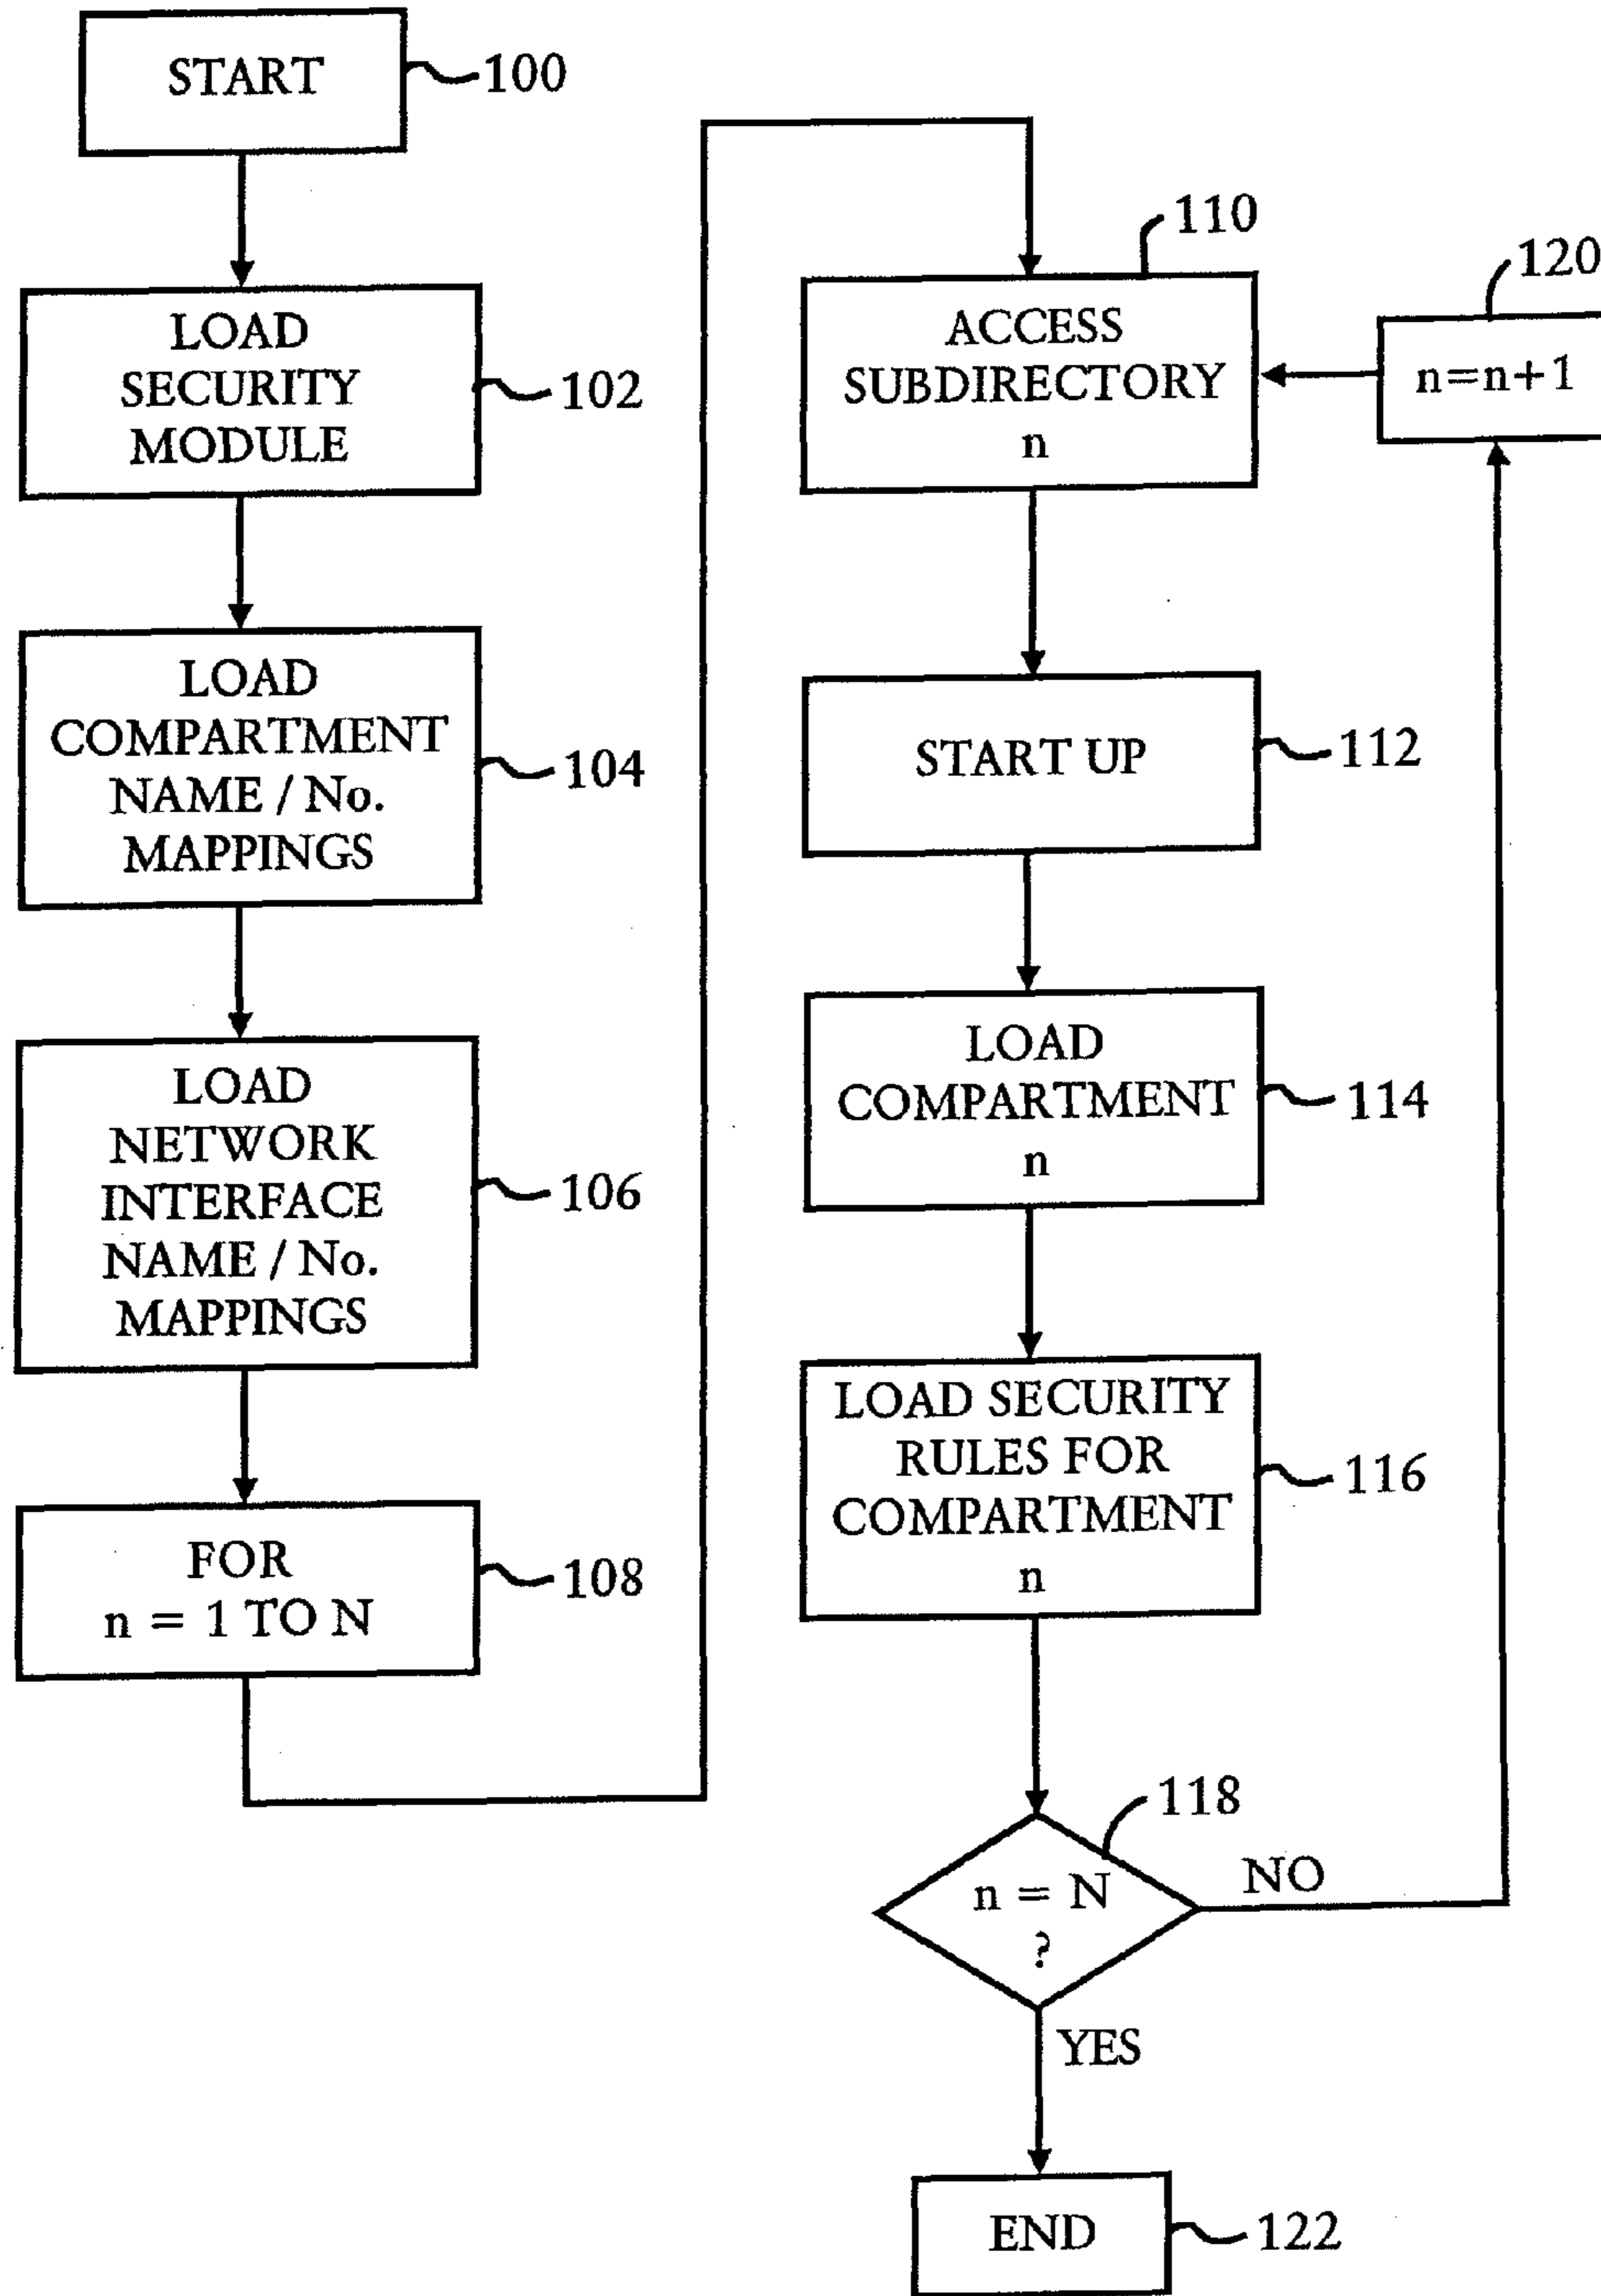 START
100
LOAD
SECURITY
MODULE
102
LOAD
COMPARTMENT
NAME / No.
MAPPINGS
104
LOAD
NETWORK
INTERFACE
NAME / No.
MAPPINGS
106
FOR
n = 1 TO N
108
110
ACCESS
SUBDIRECTORY
n
120
n=n+1
START UP
112
LOAD
COMPARTMENT
n
114
LOAD SECURITY
RULES FOR
COMPARTMENT
n
116
118
n = N
?
NO
YES
END
122